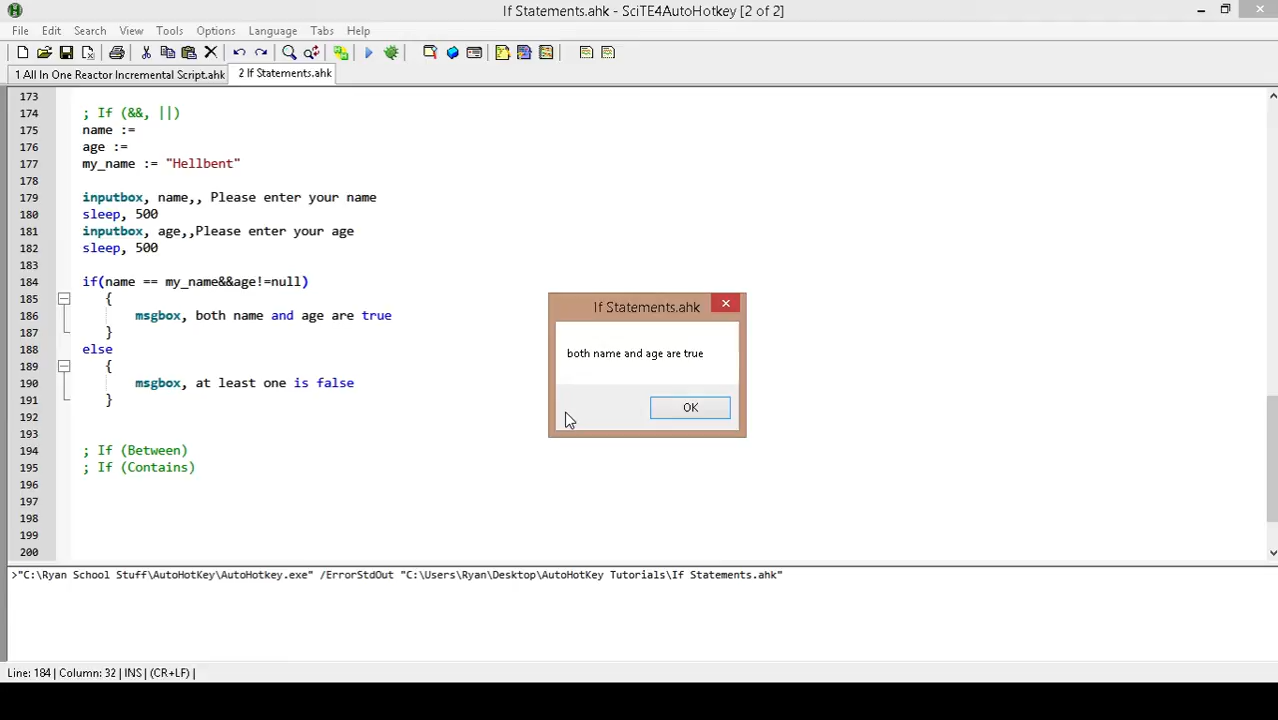 If Statements.ahk - SciTE4AutoHotkey [2 of 2]
File Edit Search View Tools Options Language Tabs Help
1 All In One Reactor Incremental Script.ahk 2 If Statements.ahk
173
174 ; If (&&, ||)
175 name :=
176 age :=
177 my_name := "Hellbent"
178
179 inputbox, name,, Please enter your name
180 sleep, 500
181 inputbox, age,,Please enter your age
182 sleep, 500
183
184 if(name == my_name&&age!=null)
185 {
186 msgbox, both name and age are true
187 }
188 else
189 {
190 msgbox, at least one is false
191 }
192
193
194 ; If (Between)
195 ; If (Contains)
196
197
198
199
200
If Statements.ahk
both name and age are true
OK
>"C:\Ryan School Stuff\AutoHotKey\AutoHotkey.exe" /ErrorStdOut "C:\Users\Ryan\Desktop\AutoHotKey Tutorials\If Statements.ahk"
Line: 184 | Column: 32 | INS | (CR+LF) |